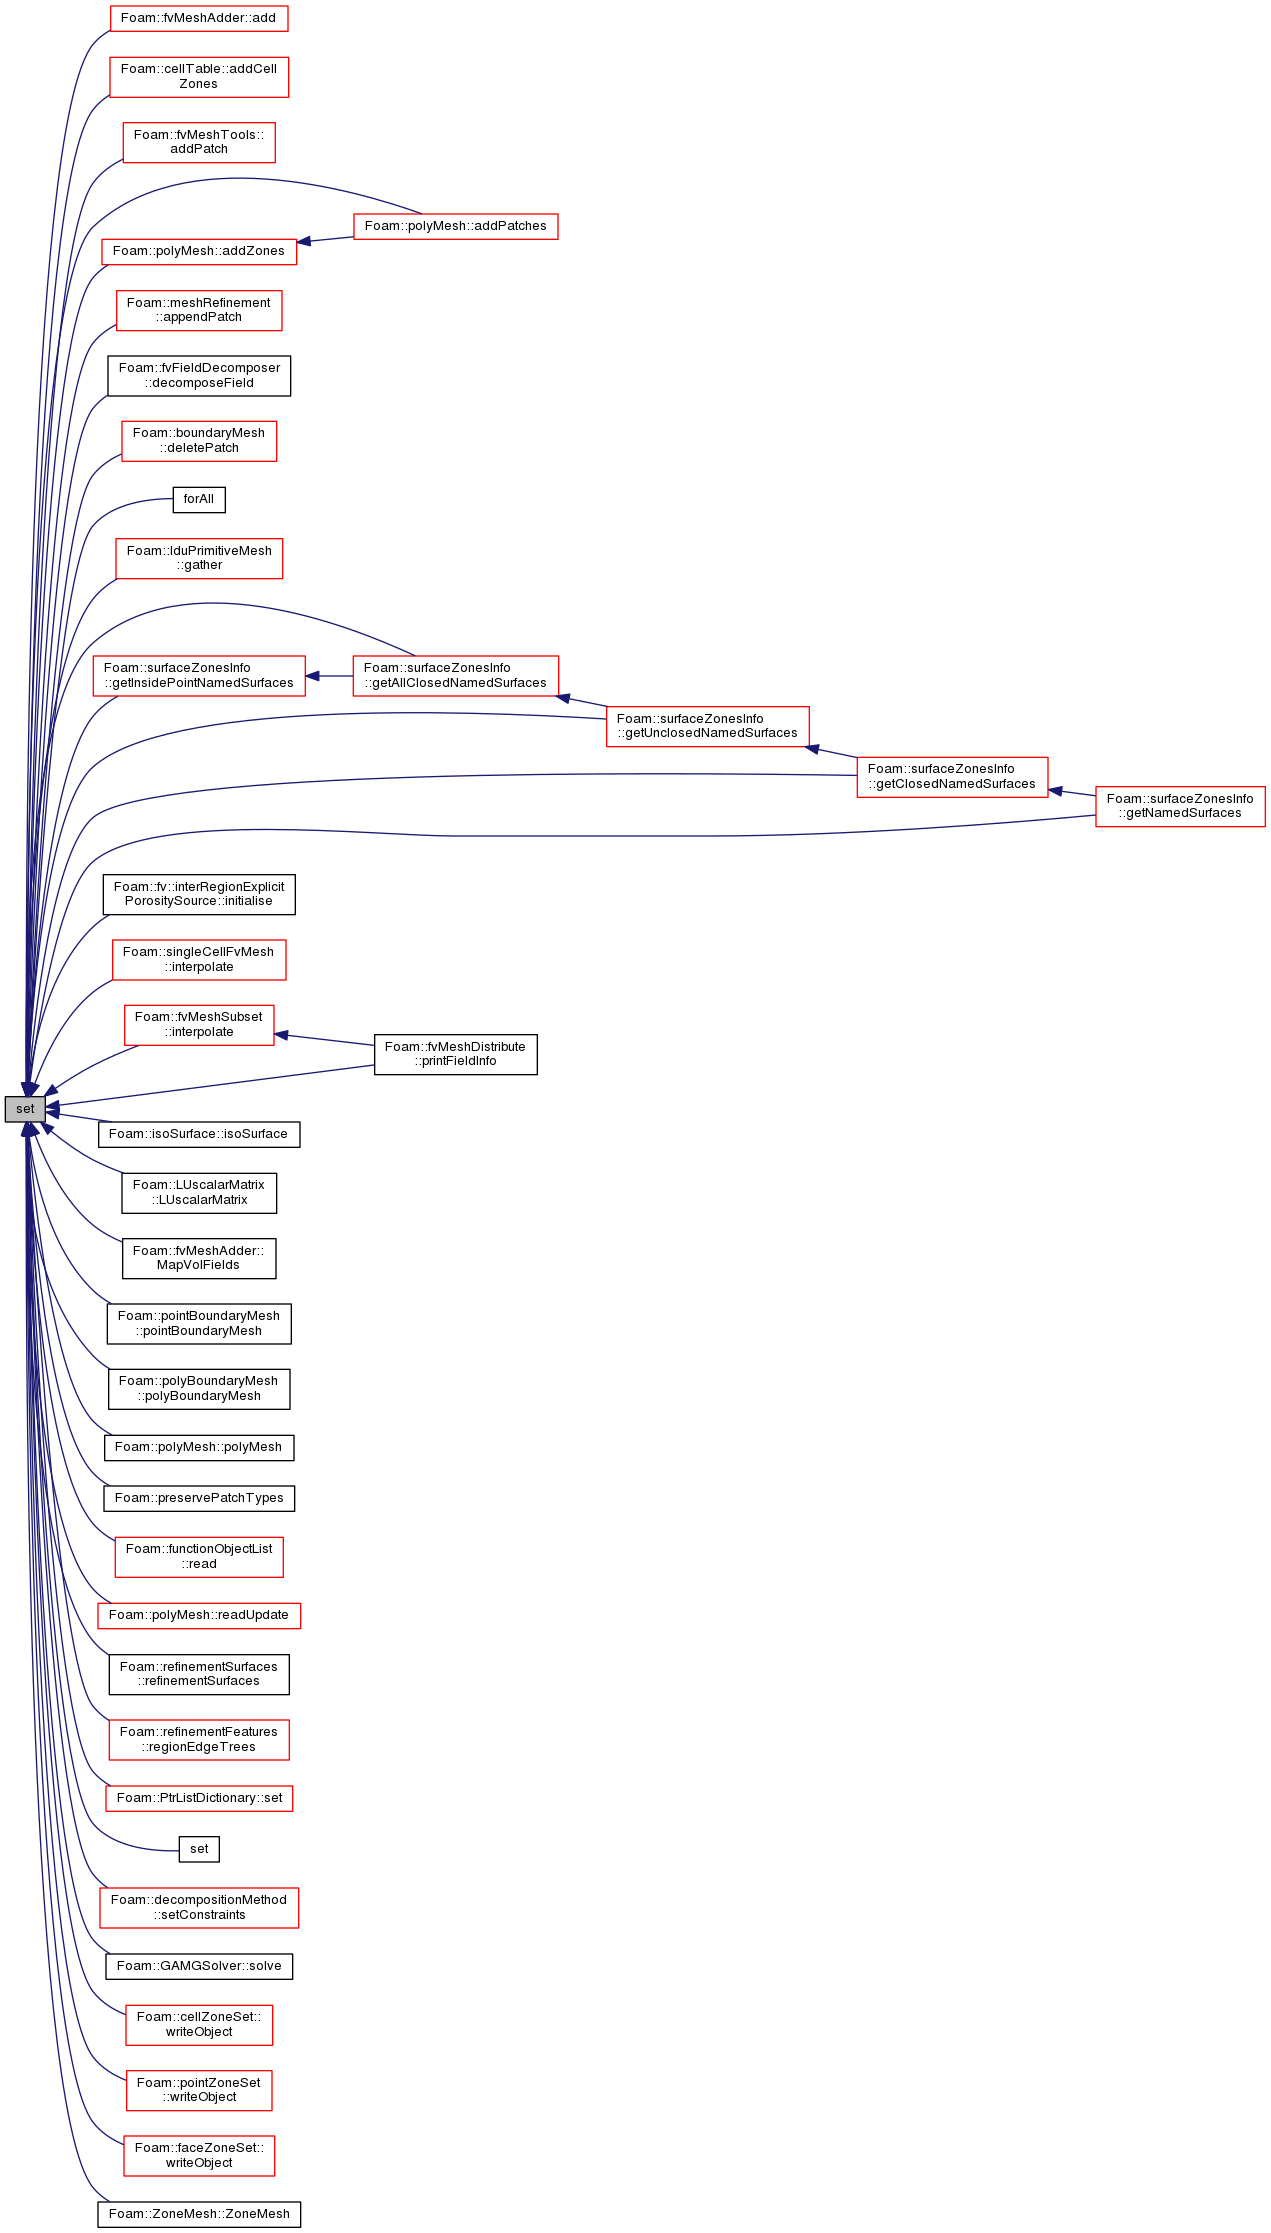 Foam::fvMeshAdder::add
Foam::cellTable::addCell
Zones
Foam::fvMeshTools::
addPatch
Foam::polyMesh::addPatches
Foam::polyMesh::addZones
Foam::meshRefinement
::appendPatch
Foam::fvFieldDecomposer
::decomposeField
Foam::boundaryMesh
::deletePatch
forAll
Foam::lduPrimitiveMesh
::gather
Foam::surfaceZonesInfo
::getInsidePointNamedSurfaces
Foam::surfaceZonesInfo
::getAllClosedNamedSurfaces
Foam::surfaceZonesInfo
::getUnclosedNamedSurfaces
Foam::surfaceZonesInfo
::getClosedNamedSurfaces
Foam::surfaceZonesInfo
::getNamedSurfaces
Foam::fv::interRegionExplicit
PorositySource::initialise
Foam::singleCellFvMesh
::interpolate
Foam::fvMeshSubset
::interpolate
Foam::fvMeshDistribute
::printFieldInfo
set
Foam::isoSurface::isoSurface
Foam::LUscalarMatrix
::LUscalarMatrix
Foam::fvMeshAdder::
MapVolFields
Foam::pointBoundaryMesh
::pointBoundaryMesh
Foam::polyBoundaryMesh
::polyBoundaryMesh
Foam::polyMesh::polyMesh
Foam::preservePatchTypes
Foam::functionObjectList
::read
Foam::polyMesh::readUpdate
Foam::refinementSurfaces
::refinementSurfaces
Foam::refinementFeatures
::regionEdgeTrees
Foam::PtrListDictionary::set
set
Foam::decompositionMethod
::setConstraints
Foam::GAMGSolver::solve
Foam::cellZoneSet::
writeObject
Foam::pointZoneSet
::writeObject
Foam::faceZoneSet::
writeObject
Foam::ZoneMesh::ZoneMesh